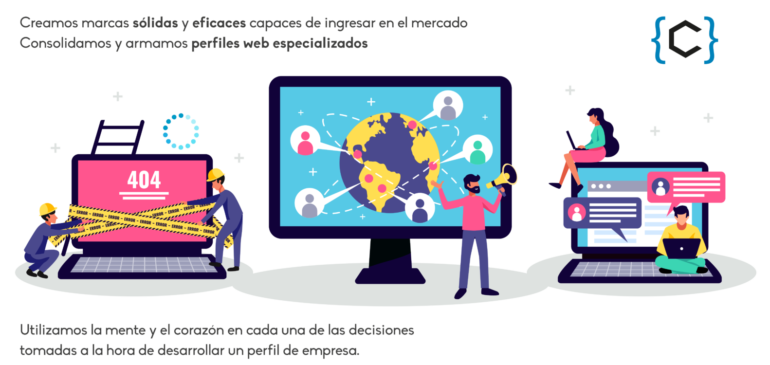 Creamos marcas sólidas y eficaces capaces de ingresar en el mercado
Consolidamos y armamos perfiles web especializados
{C}
404
Utilizamos la mente y el corazón en cada una de las decisiones
tomadas a la hora de desarrollar un perfil de empresa.